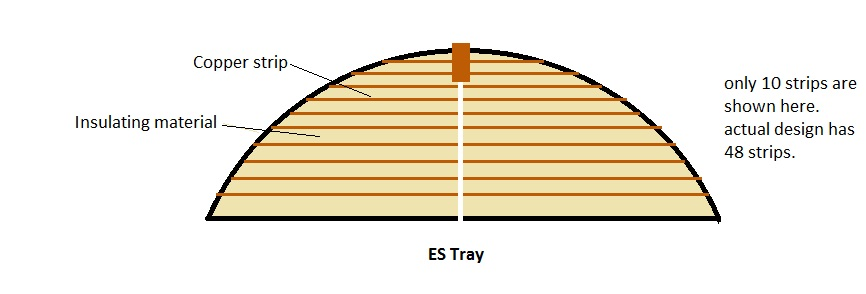 Copper strip
Insulating material
only 10 strips are
shown here.
actual design has
48 strips.
ES Tray